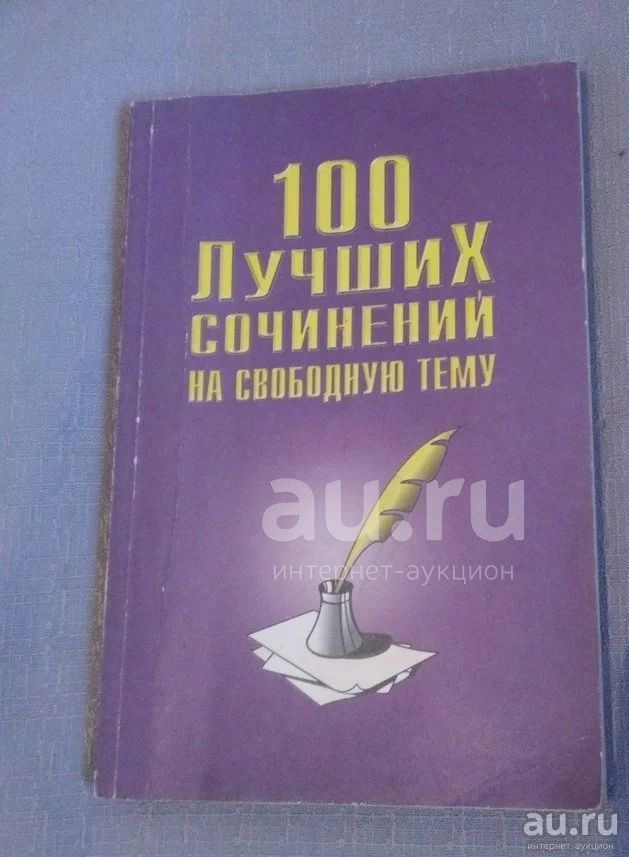 100
ЛУЧШИХ
СОЧИНЕНИЙ
НА СВОБОДНУЮ ТЕМУ
au.ru
интернет-аукцион
au.ru
интернет аукцион